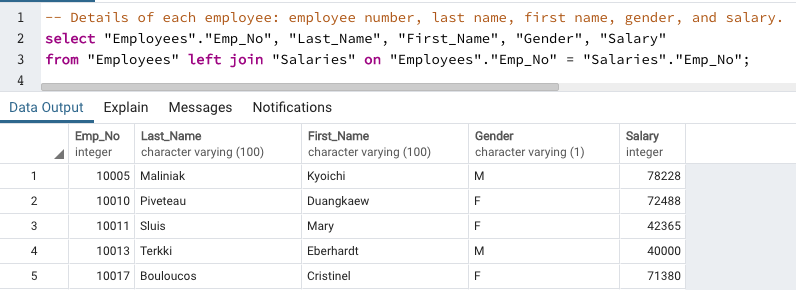 1 -- Details of each employee: employee number, last name, first name, gender, and salary.
2 select "Employees"."Emp_No", "Last_Name", "First_Name", "Gender", "Salary"
3 from "Employees" left join "Salaries" on "Employees"."Emp_No" = "Salaries"."Emp_No";
4
Data Output Explain Messages Notifications
Emp_No Last_Name First_Name Gender Salary
integer character varying (100) character varying (100) character varying (1) integer
1 10005 Maliniak Kyoichi M 78228
2 10010 Piveteau Duangkaew F 72488
3 10011 Sluis Mary F 42365
4 10013 Terkki Eberhardt M 40000
5 10017 Bouloucos Cristinel F 71380